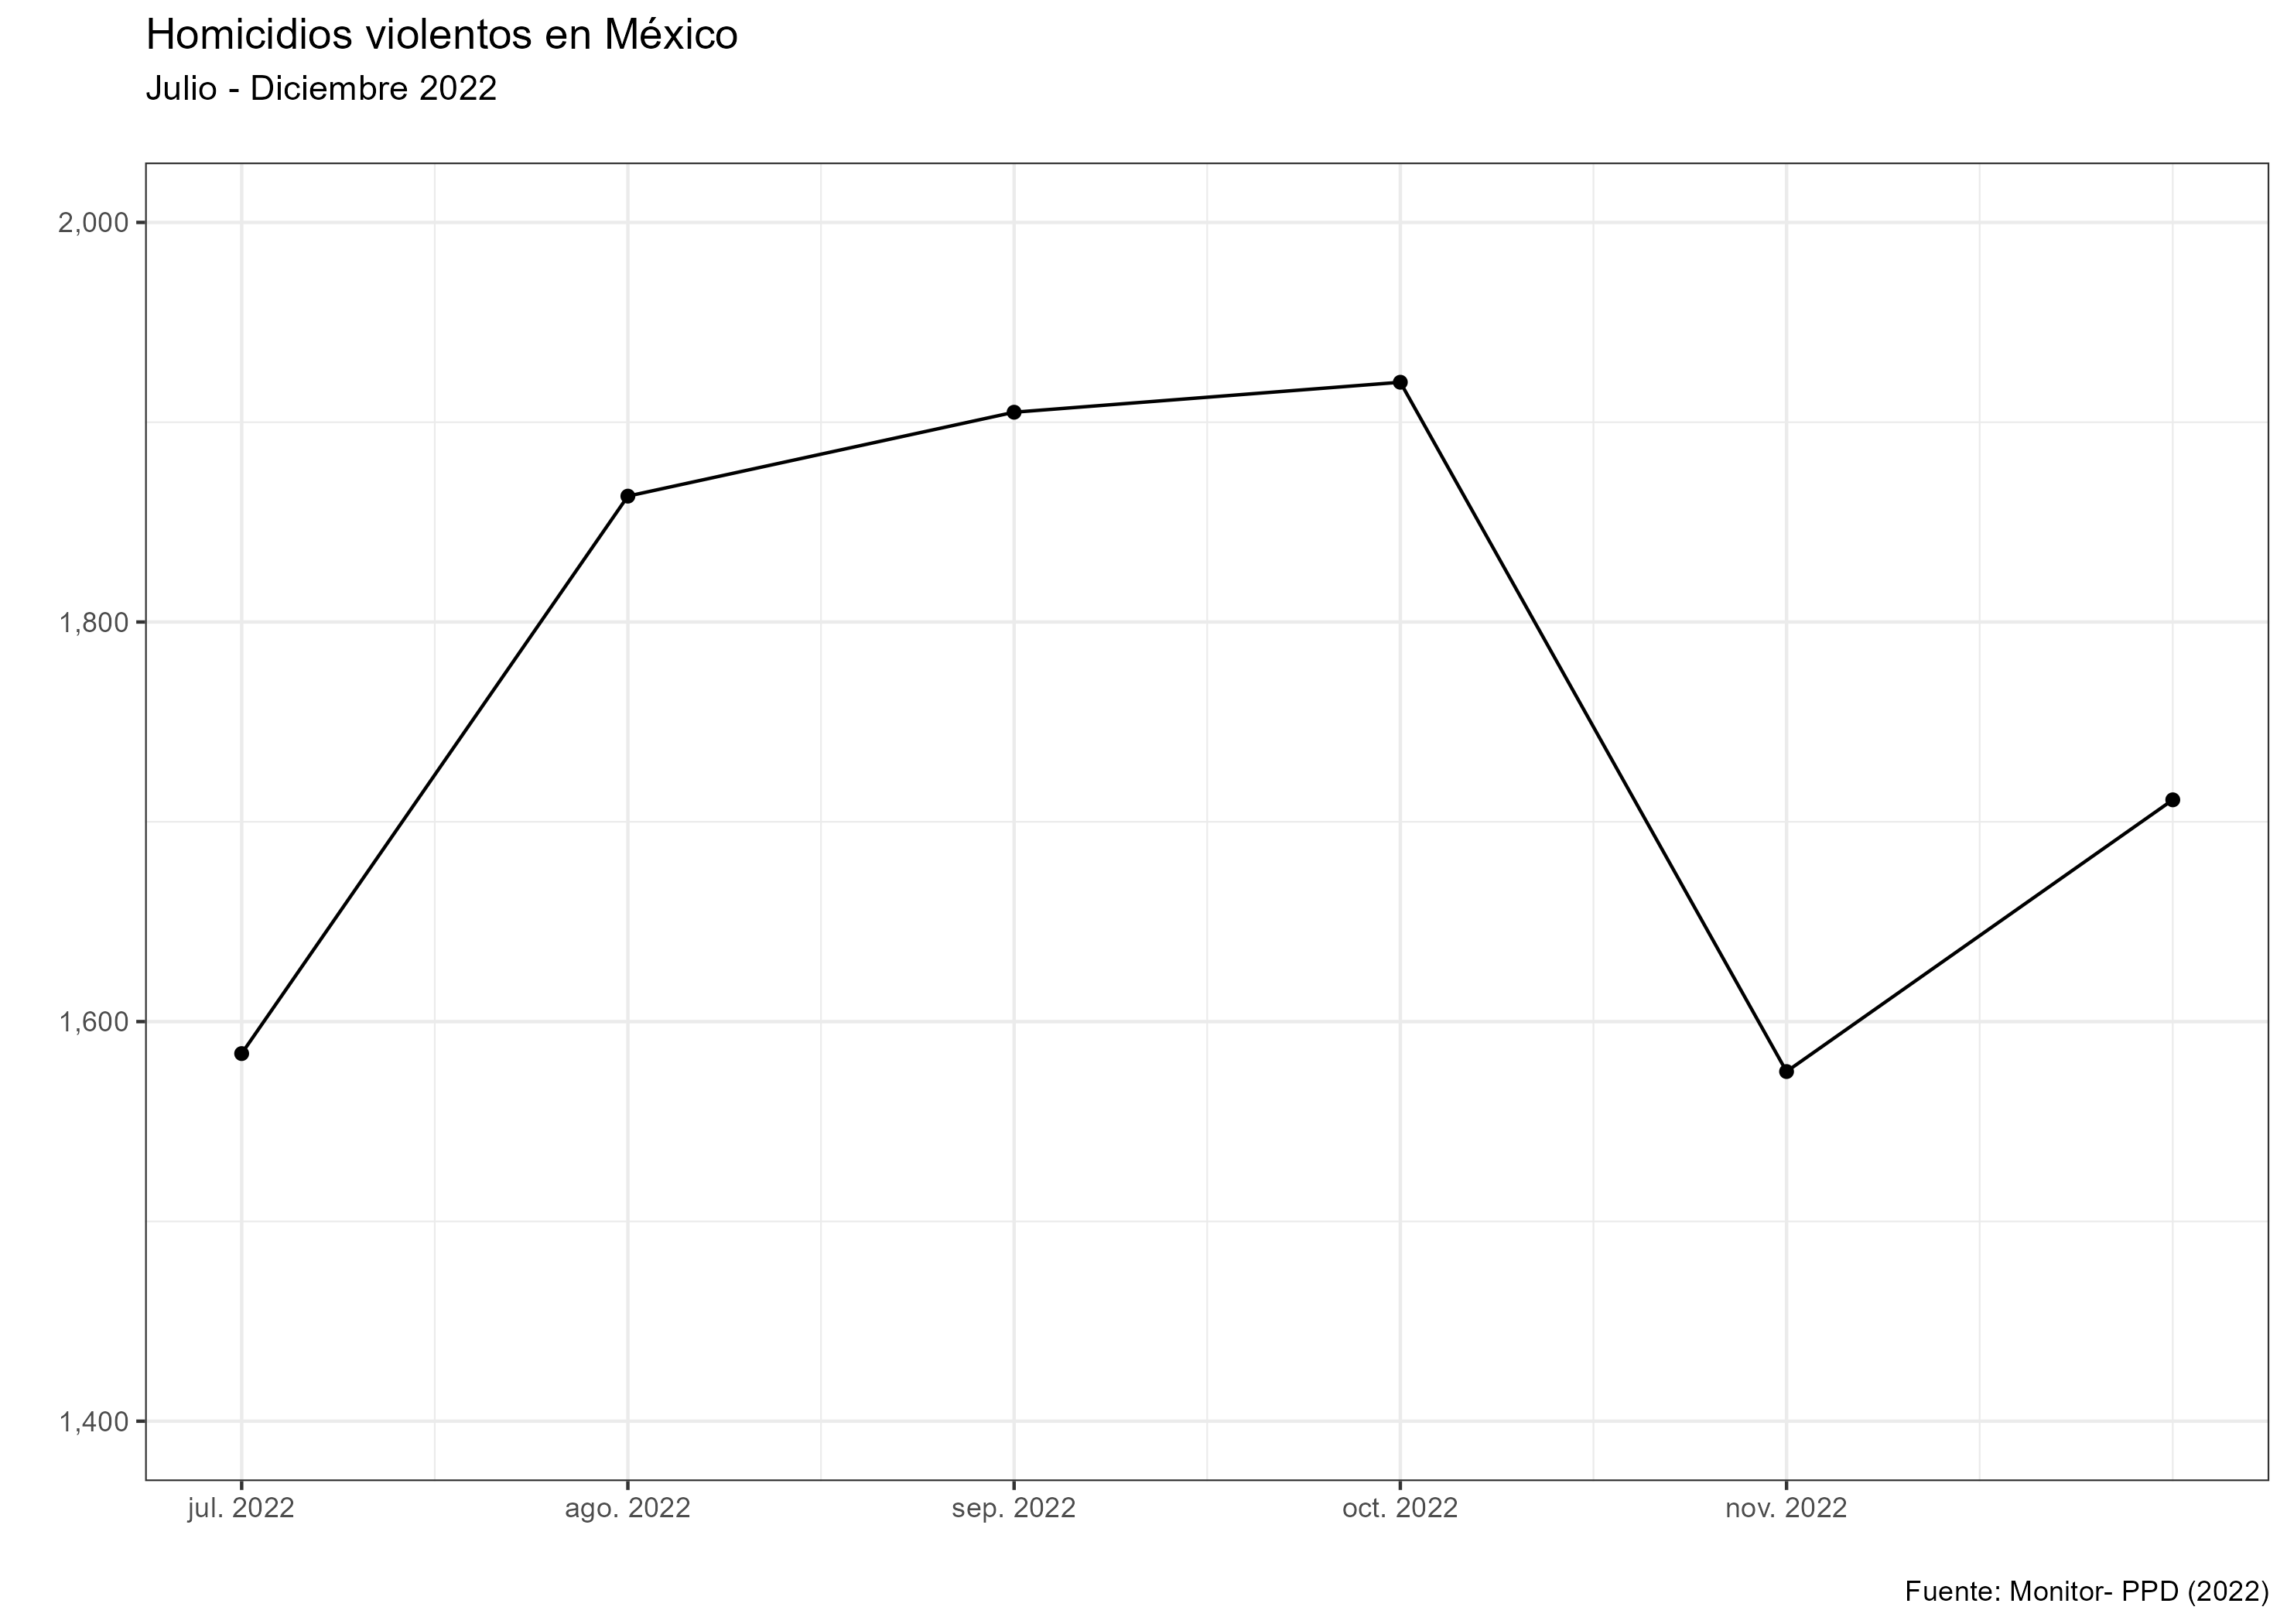 Homicidios violentos en México
Julio - Diciembre 2022
2,000
1,800
1,600
1,400
jul. 2022 ago. 2022 sep. 2022 oct. 2022 nov. 2022
Fuente: Monitor- PPD (2022)